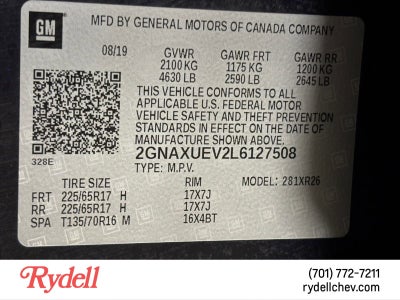 GM
MFD BY GENERAL MOTORS OF CANADA COMPANY
08/19 GVWR GAWR FRT GAWR RR
2100 KG 1175 KG 1200 KG
4630 LB 2590 LB 2645 LB
THIS VEHICLE CONFORMS TO ALL
APPLICABLE U.S. FEDERAL MOTOR
VEHICLE SAFETY AND THEFT PREVENTION
STANDARDS IN EFFECT ON THE DATE OF
MANUFACTURE SHOWN ABOVE.
328E 2GNAXUEV2L6127508
TYPE: M.P.V.
TIRE SIZE RIM MODEL: 281XR26
FRT 225/65R17 H 17X7J
RR 225/65R17 H 17X7J
SPA T135/70R16 M 16X4BT
Rydell
(701) 772-7211
rydellchev.com